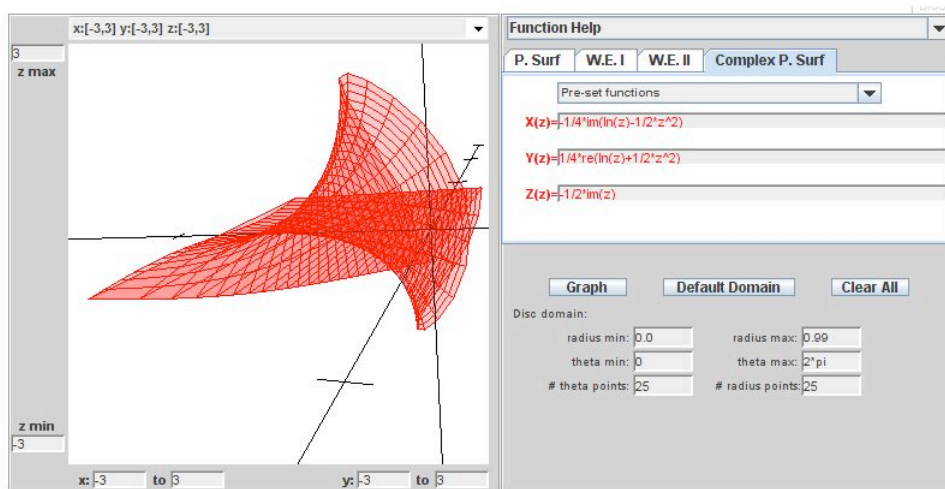 x:[-3,3] y:[-3,3] z:[-3,3]
3
z max
z min
-3
x: -3 to 3 y: -3 to 3
Function Help
P. Surf W.E. I W.E. II Complex P. Surf
Pre-set functions
X(z)=-1/4*im(ln(z)-1/2*z^2)
Y(z)=1/4*re(ln(z)+1/2*z^2)
Z(z)=-1/2*im(z)
Graph Default Domain Clear All
Disc domain:
radius min: 0.0 radius max: 0.99
theta min: 0 theta max: 2*pi
# theta points: 25 # radius points: 25